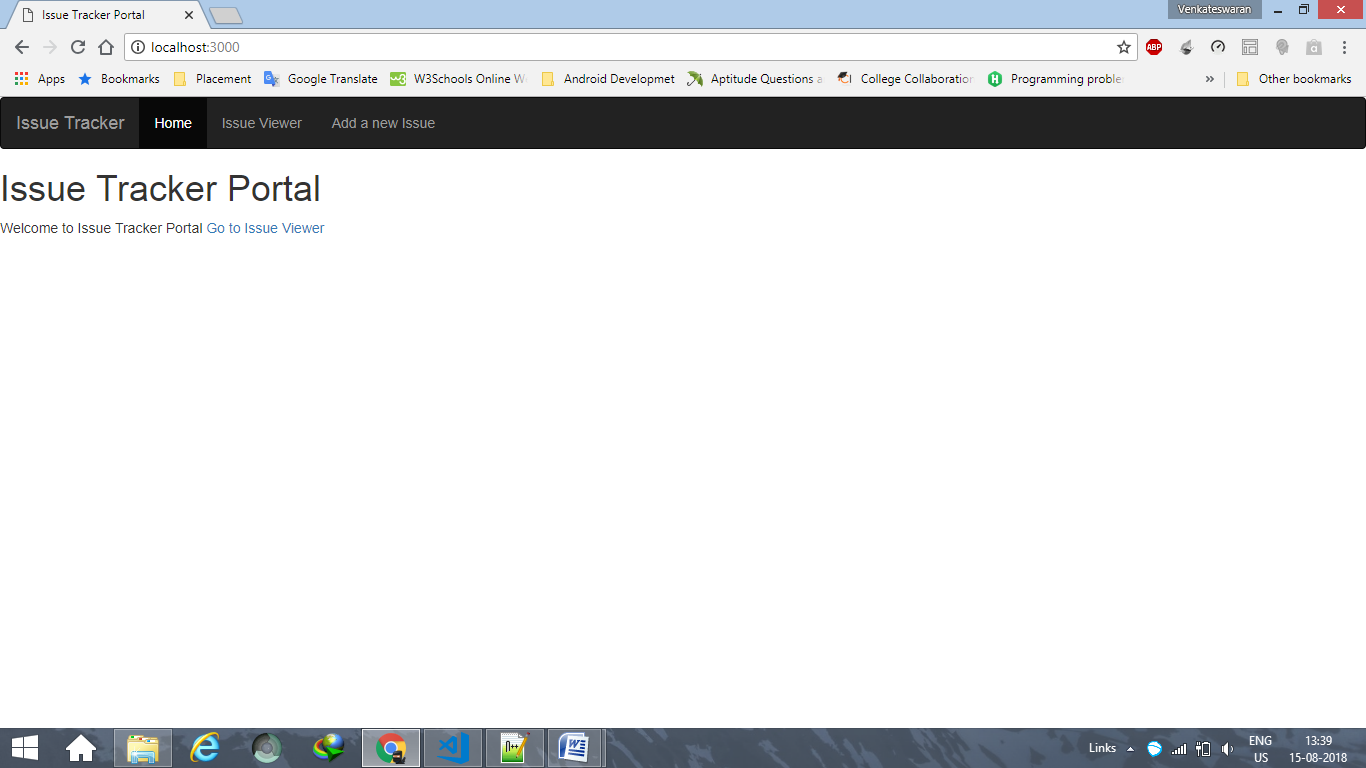 Issue Tracker Portal
Venkateswaran
localhost:3000
ABP
Apps Bookmarks Placement Google Translate W3Schools Online Android Developmet Aptitude Questions College Collaboration Programming Other bookmarks
Issue Tracker Home Issue Viewer Add a new Issue
Issue Tracker Portal
Welcome to Issue Tracker Portal Go to Issue Viewer
Links
ENG
US
13:39
15-08-2018